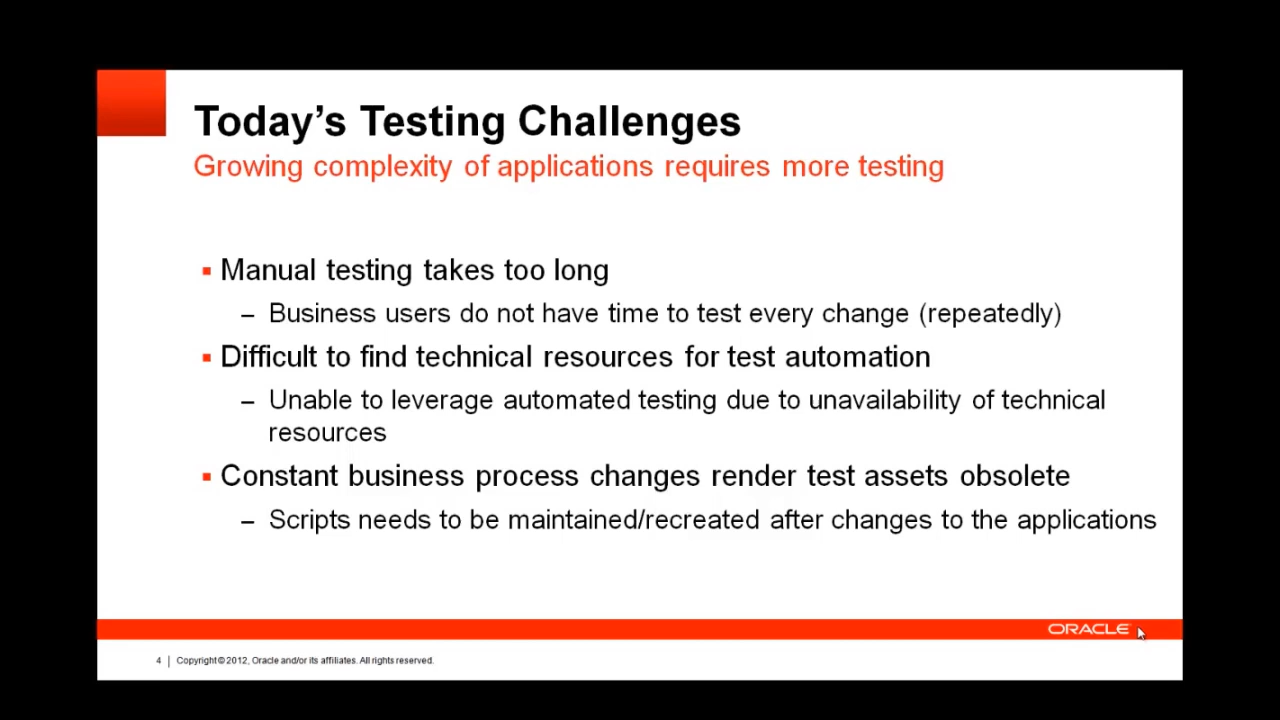 Today’s Testing Challenges
Growing complexity of applications requires more testing
▪ Manual testing takes too long
– Business users do not have time to test every change (repeatedly)
▪ Difficult to find technical resources for test automation
– Unable to leverage automated testing due to unavailability of technical
resources
▪ Constant business process changes render test assets obsolete
– Scripts needs to be maintained/recreated after changes to the applications
ORACLE
4 | Copyright © 2012, Oracle and/or its affiliates. All rights reserved.